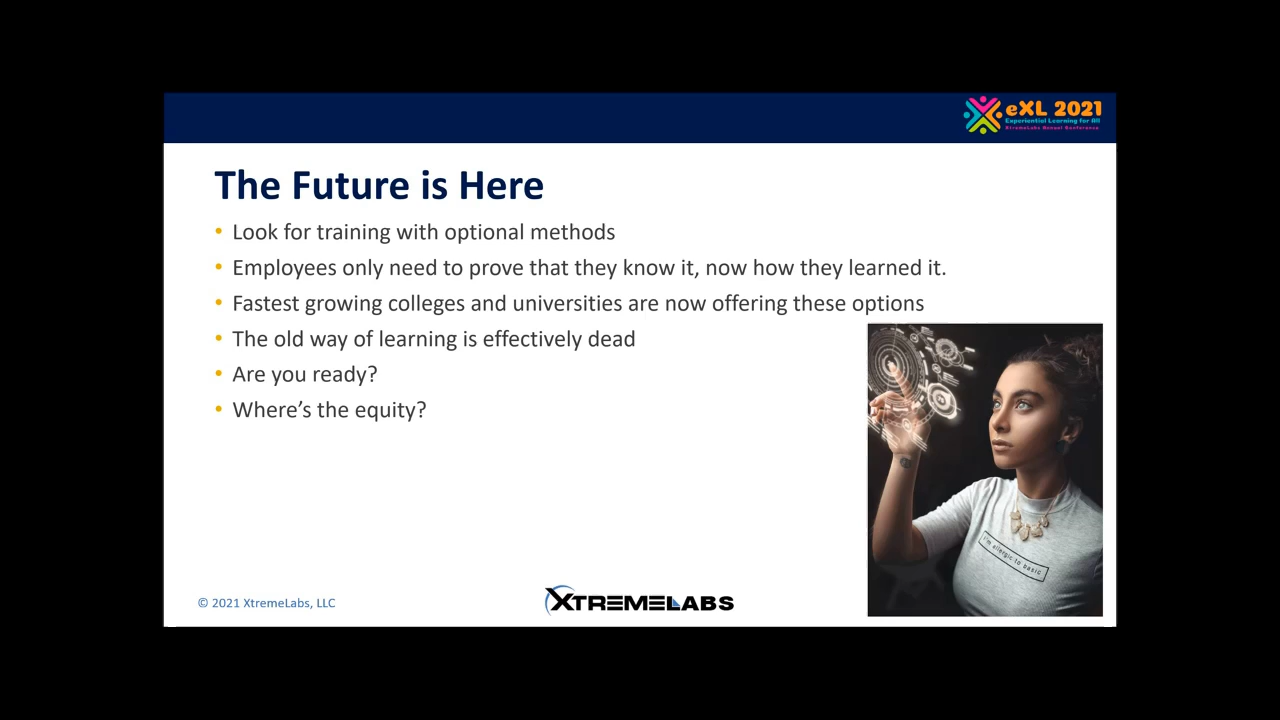 eXL 2021
Experiential Learning for All
XtremeLabs Annual Conference
The Future is Here
• Look for training with optional methods
• Employees only need to prove that they know it, now how they learned it.
• Fastest growing colleges and universities are now offering these options
• The old way of learning is effectively dead
• Are you ready?
• Where’s the equity?
i'm allergic to basic
© 2021 XtremeLabs, LLC
XTREMELABS